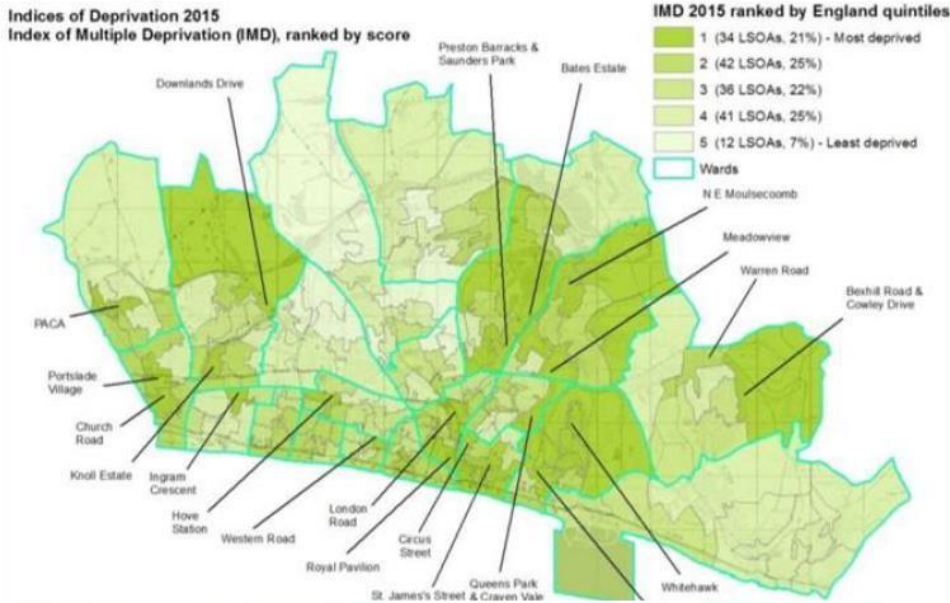 Indices of Deprivation 2015
Index of Multiple Deprivation (IMD), ranked by score
IMD 2015 ranked by England quintiles
1 (34 LSOAs, 21%) - Most deprived
2 (42 LSOAs, 25%)
3 (36 LSOAs, 22%)
4 (41 LSOAs, 25%)
5 (12 LSOAs, 7%) - Least deprived
Wards
Preston Barracks &
Saunders Park
Bates Estate
Downlands Drive
N E Moulsecoomb
Meadowview
Warren Road
Bexhill Road &
Cowley Drive
PACA
Portslade
Village
Church
Road
Knoll Estate
Ingram
Crescent
Hove
Station
Western Road
London
Road
Royal Pavilion
Circus
Street
St. James's Street
Queens Park
& Craven Vale
Whitehawk